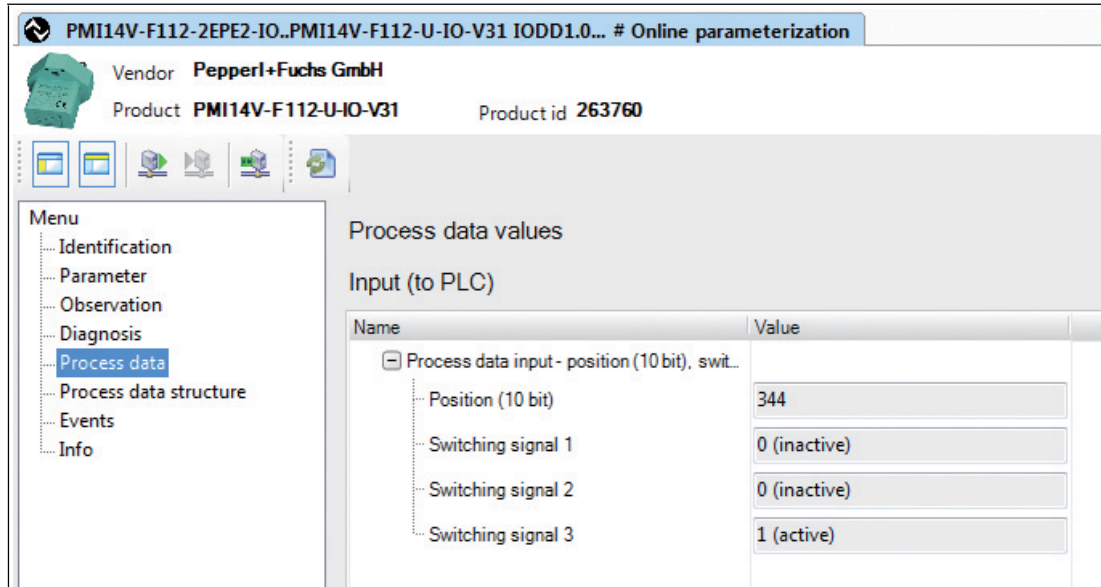 PMI14V-F112-2EPE2-IO..PMI14V-F112-U-IO-V31 IODD1.0... # Online parameterization
Vendor Pepperl+Fuchs GmbH
Product PMI14V-F112-U-IO-V31 Product id 263760
Menu
Identification
Parameter
Observation
Diagnosis
Process data
Process data structure
Events
Info
Process data values
Input (to PLC)
Name Value
Process data input - position (10 bit), swit...
Position (10 bit) 344
Switching signal 1 0 (inactive)
Switching signal 2 0 (inactive)
Switching signal 3 1 (active)